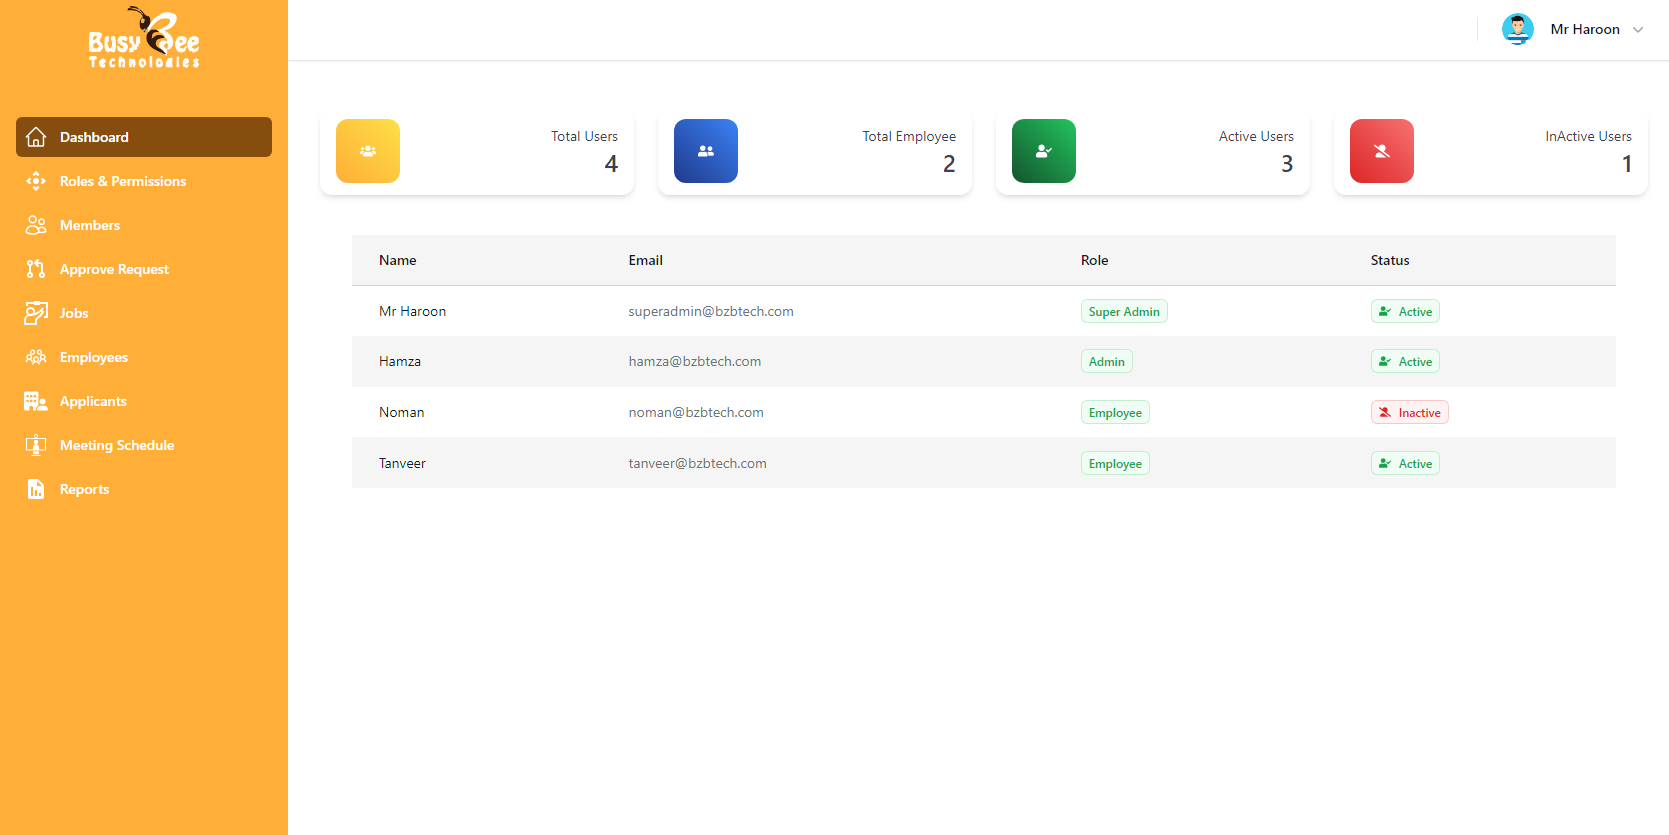 Busy Bee
Technologies
Mr Haroon
Dashboard
Roles & Permissions
Members
Approve Request
Jobs
Employees
Applicants
Meeting Schedule
Reports
Total Users
4
Total Employee
2
Active Users
3
InActive Users
1
Name Email Role Status
Mr Haroon superadmin@bzbtech.com Super Admin Active
Hamza hamza@bzbtech.com Admin Active
Noman noman@bzbtech.com Employee Inactive
Tanveer tanveer@bzbtech.com Employee Active